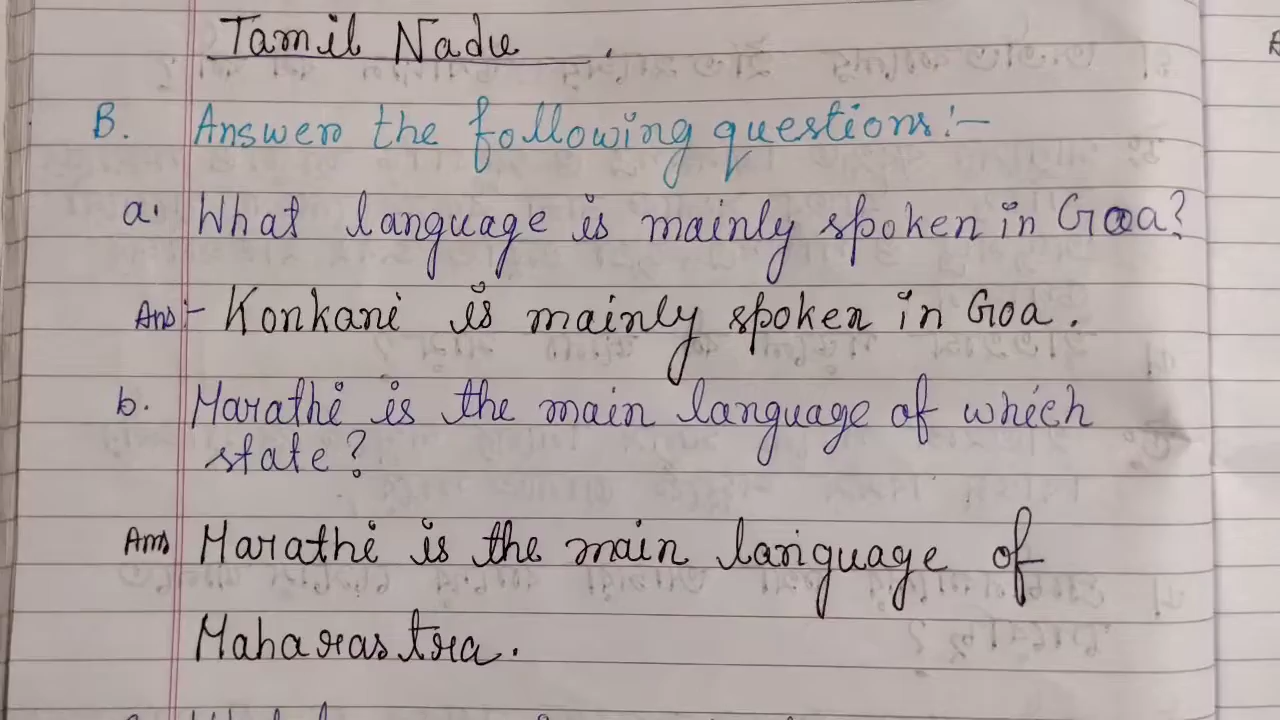 Tamil Nadu
B. Answer the following questions:-
a. What language is mainly spoken in Goa?
Ans:- Konkani is mainly spoken in Goa.
b. Marathi is the main language of which
state?
Ans Marathi is the main language of
Maharastra.